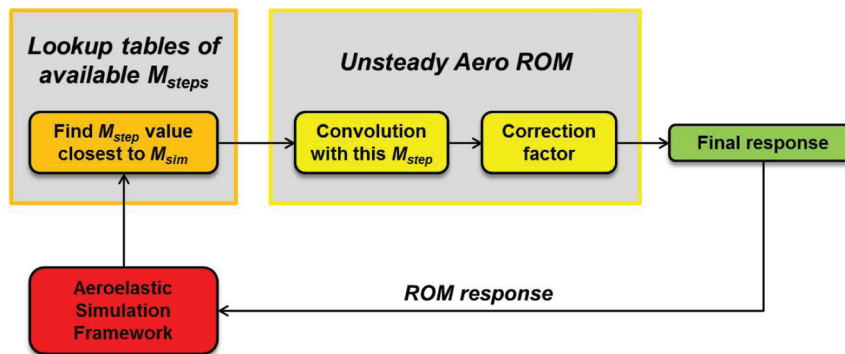 Lookup tables of
available Msteps
Unsteady Aero ROM
Find Mstep value
closest to Msim
Convolution
with this Mstep
Correction
factor
Final response
Aeroelastic
Simulation
Framework
ROM response